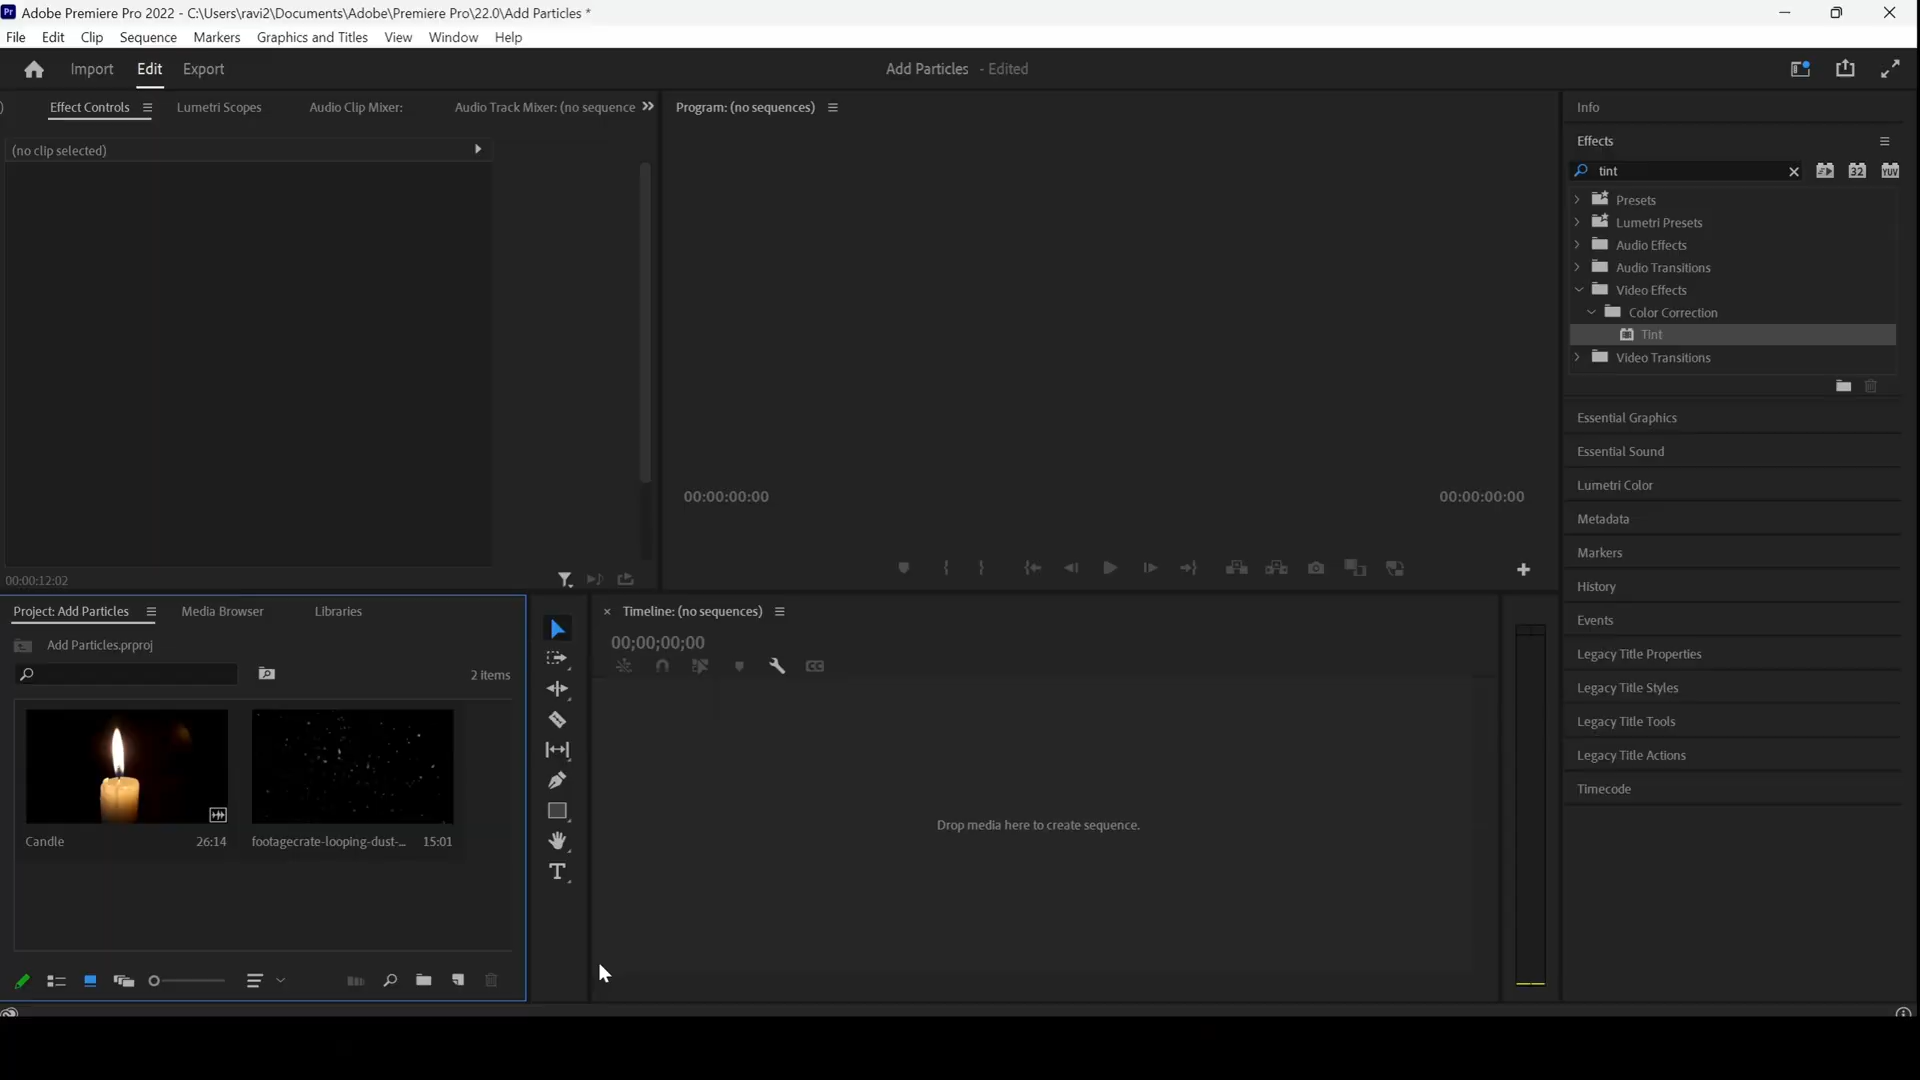 Pr Adobe Premiere Pro 2022 - C:\Users\ravi2\Documents\Adobe\Premiere Pro\22.0\Add Particles *
File Edit Clip Sequence Markers Graphics and Titles View Window Help
Import Edit Export Add Particles - Edited
Effect Controls Lumetri Scopes Audio Clip Mixer: Audio Track Mixer: (no sequence
(no clip selected)
00:00:12:02
Program: (no sequences)
00:00:00:00 00:00:00:00
Info
Effects
tint
32
YUV
Presets
Lumetri Presets
Audio Effects
Audio Transitions
Video Effects
Color Correction
Tint
Video Transitions
Essential Graphics
Essential Sound
Lumetri Color
Metadata
Markers
History
Events
Legacy Title Properties
Legacy Title Styles
Legacy Title Tools
Legacy Title Actions
Timecode
Project: Add Particles Media Browser Libraries
Add Particles.prproj
2 items
Candle 26:14 footagecrate-looping-dust-... 15:01
T
Timeline: (no sequences)
00;00;00;00
CC
Drop media here to create sequence.